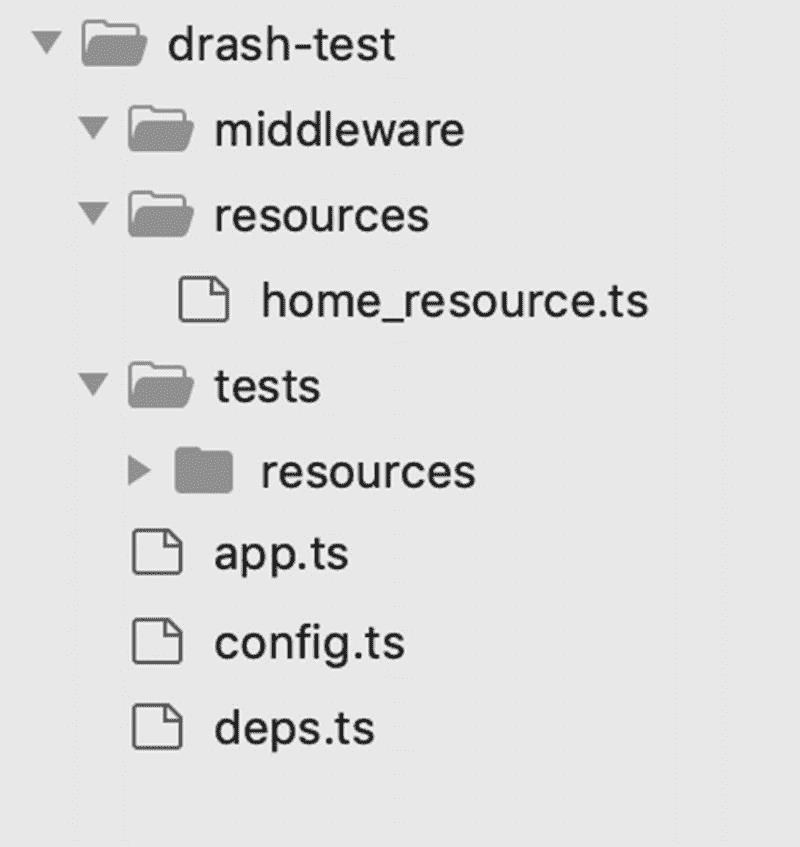 drash-test
middleware
resources
home_resource.ts
tests
resources
app.ts
config.ts
deps.ts